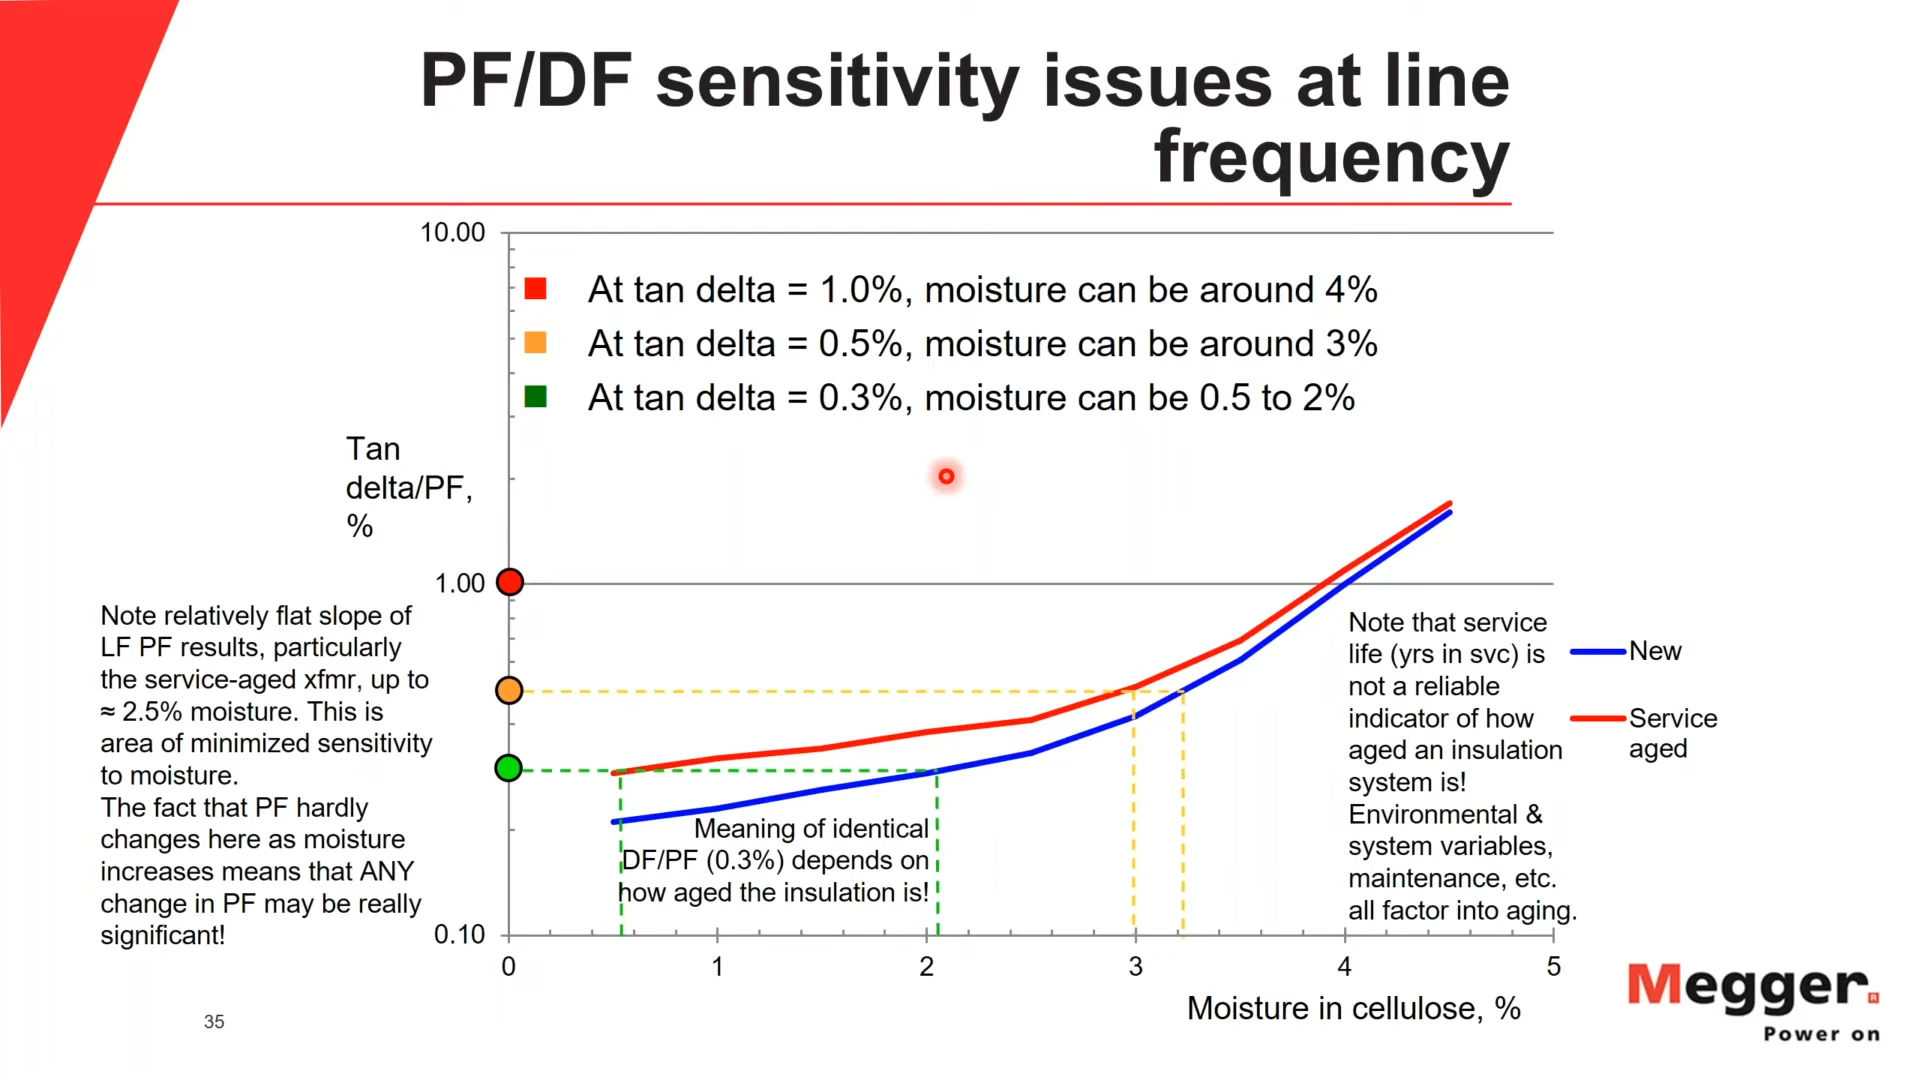 PF/DF sensitivity issues at line
frequency
10.00
At tan delta = 1.0%, moisture can be around 4%
At tan delta = 0.5%, moisture can be around 3%
At tan delta = 0.3%, moisture can be 0.5 to 2%
Tan
delta/PF,
%
1.00
Note relatively flat slope of
LF PF results, particularly
the service-aged xfmr, up to
≈ 2.5% moisture. This is
area of minimized sensitivity
to moisture.
The fact that PF hardly
changes here as moisture
increases means that ANY
change in PF may be really
significant!
Meaning of identical
DF/PF (0.3%) depends on
how aged the insulation is!
Note that service
life (yrs in svc) is
not a reliable
indicator of how
aged an insulation
system is!
Environmental &
system variables,
maintenance, etc.
all factor into aging.
New
Service
aged
0.10
0 1 2 3 4 5
Moisture in cellulose, %
35
Megger®
Power on